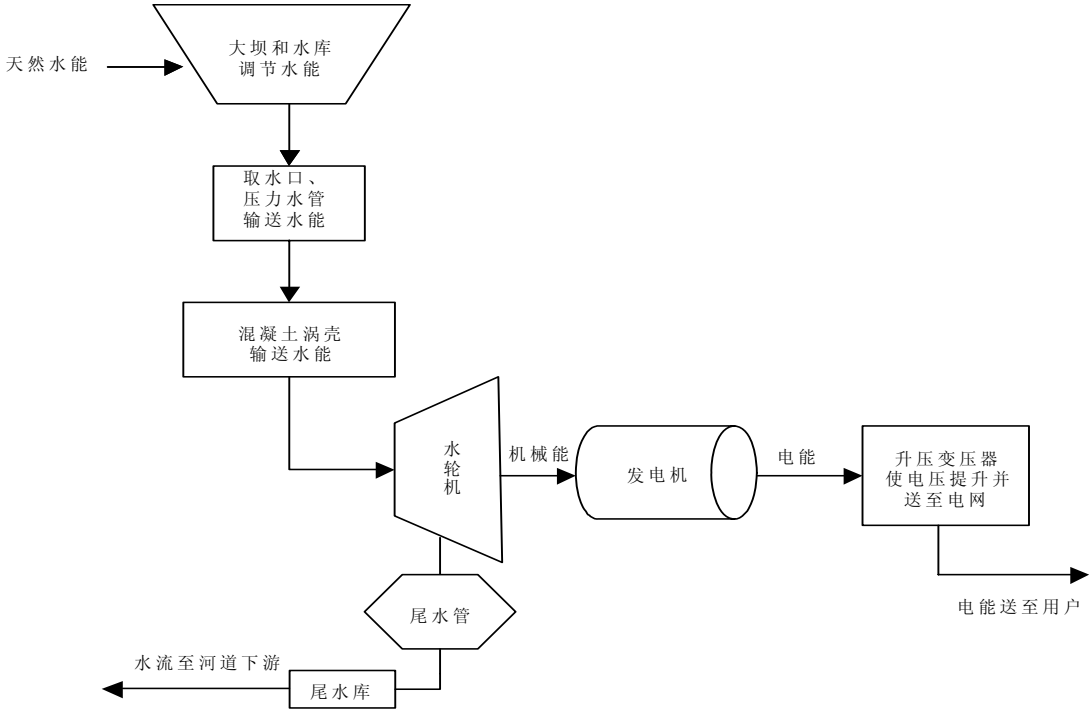 天然水能
大坝和水库
调节水能
取水口、
压力水管
输送水能
混凝土涡壳
输送水能
水轮机
机械能
发电机
电能
升压变压器
使电压提升并
送至电网
电能送至用户
尾水管
水流至河道下游
尾水库